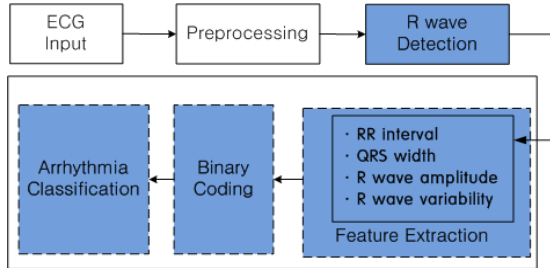 ECG
Input
Preprocessing
R wave
Detection
Arrhythmia
Classification
Binary
Coding
· RR interval
· QRS width
· R wave amplitude
· R wave variability
Feature Extraction